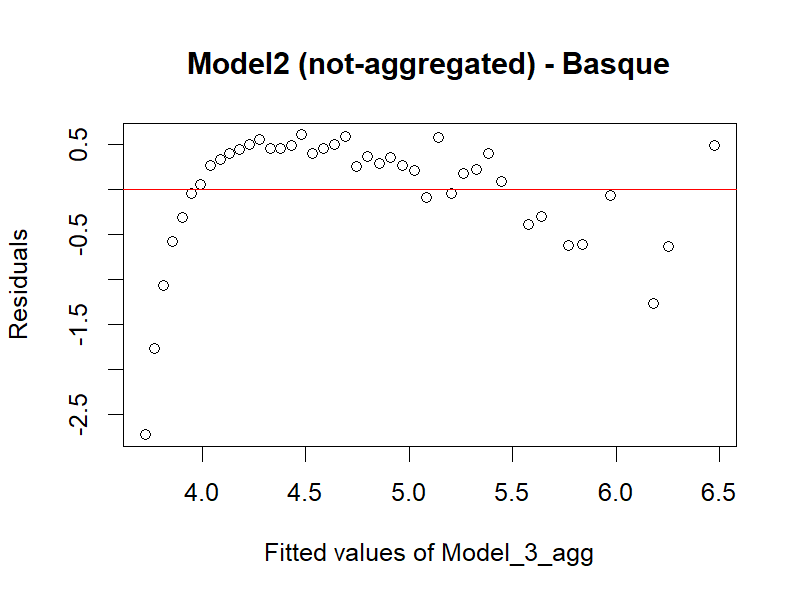 Model2 (not-aggregated) - Basque
Residuals
0.5
-0.5
-1.5
-2.5
4.0 4.5 5.0 5.5 6.0 6.5
Fitted values of Model_3_agg